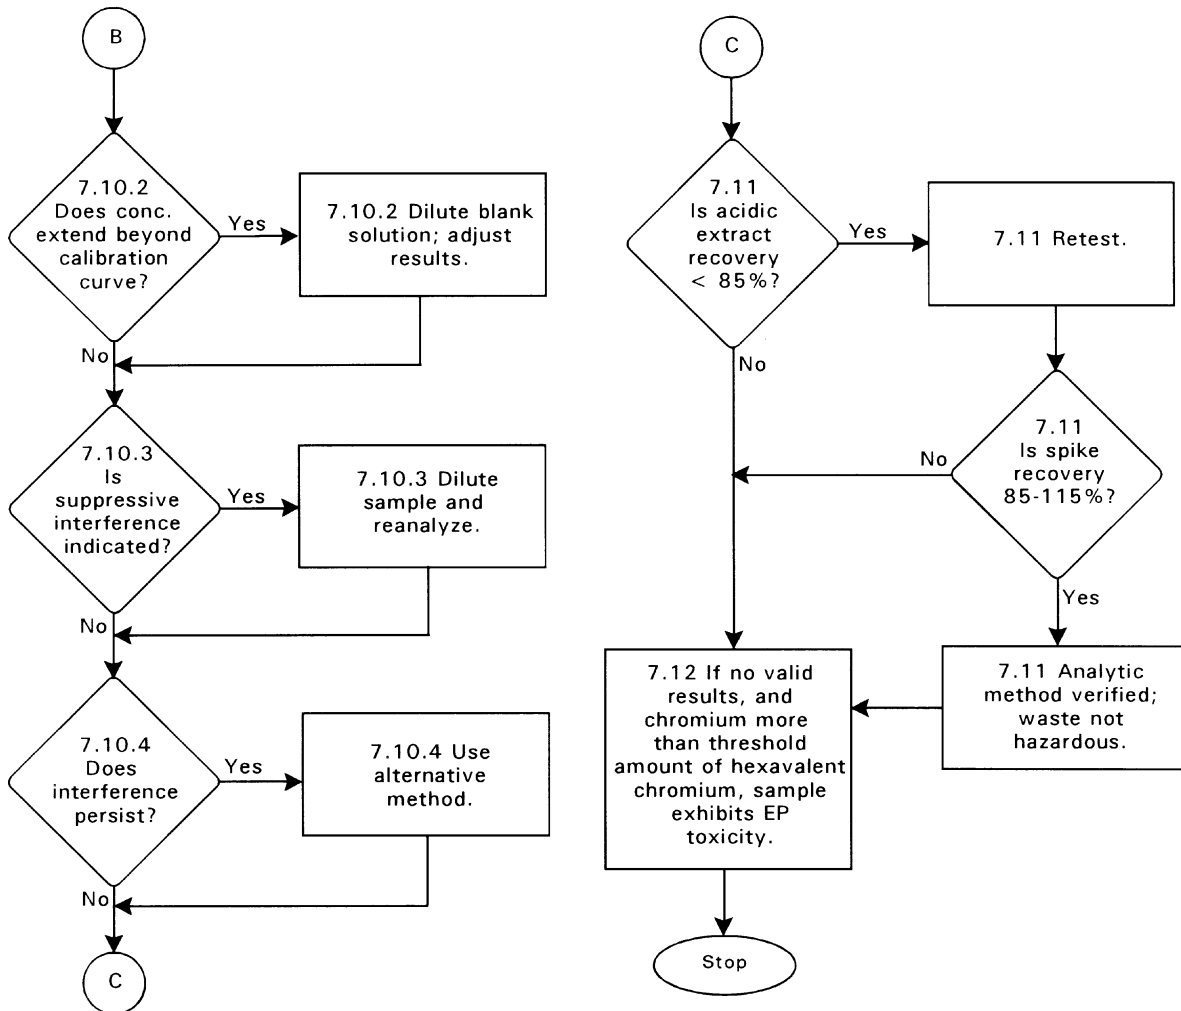 B
7.10.2
Does conc.
extend beyond
calibration
curve?
Yes
7.10.2 Dilute blank
solution; adjust
results.
No
7.10.3
Is
suppressive
interference
indicated?
Yes
7.10.3 Dilute
sample and
reanalyze.
No
7.10.4
Does
interference
persist?
Yes
7.10.4 Use
alternative
method.
No
C
C
7.11
Is acidic
extract
recovery
< 85%?
Yes
7.11 Retest.
No
7.11
Is spike
recovery
85-115%?
No
Yes
7.11 Analytic
method verified;
waste not
hazardous.
7.12 If no valid
results, and
chromium more
than threshold
amount of hexavalent
chromium, sample
exhibits EP
toxicity.
Stop